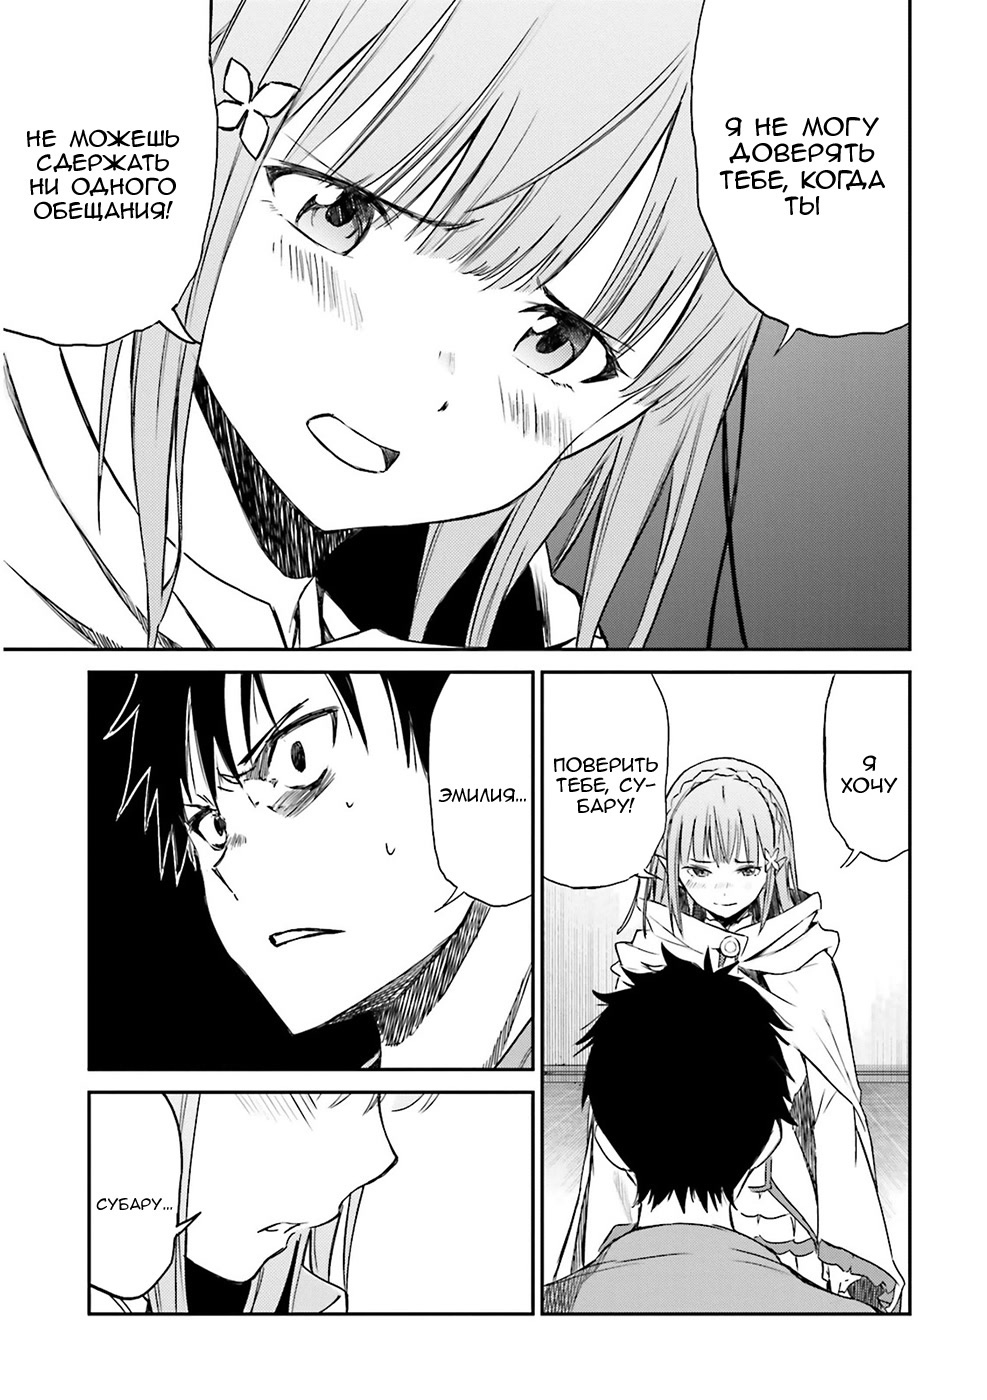 Я НЕ МОГУ
ДОВЕРЯТЬ
ТЕБЕ, КОГДА
ТЫ
НЕ МОЖЕШЬ
СДЕРЖАТЬ
НИ ОДНОГО
ОБЕЩАНИЯ!
Я
ХОЧУ
ПОВЕРИТЬ
ТЕБЕ, СУ-
БАРУ!
ЭМИЛИЯ...
СУБАРУ...